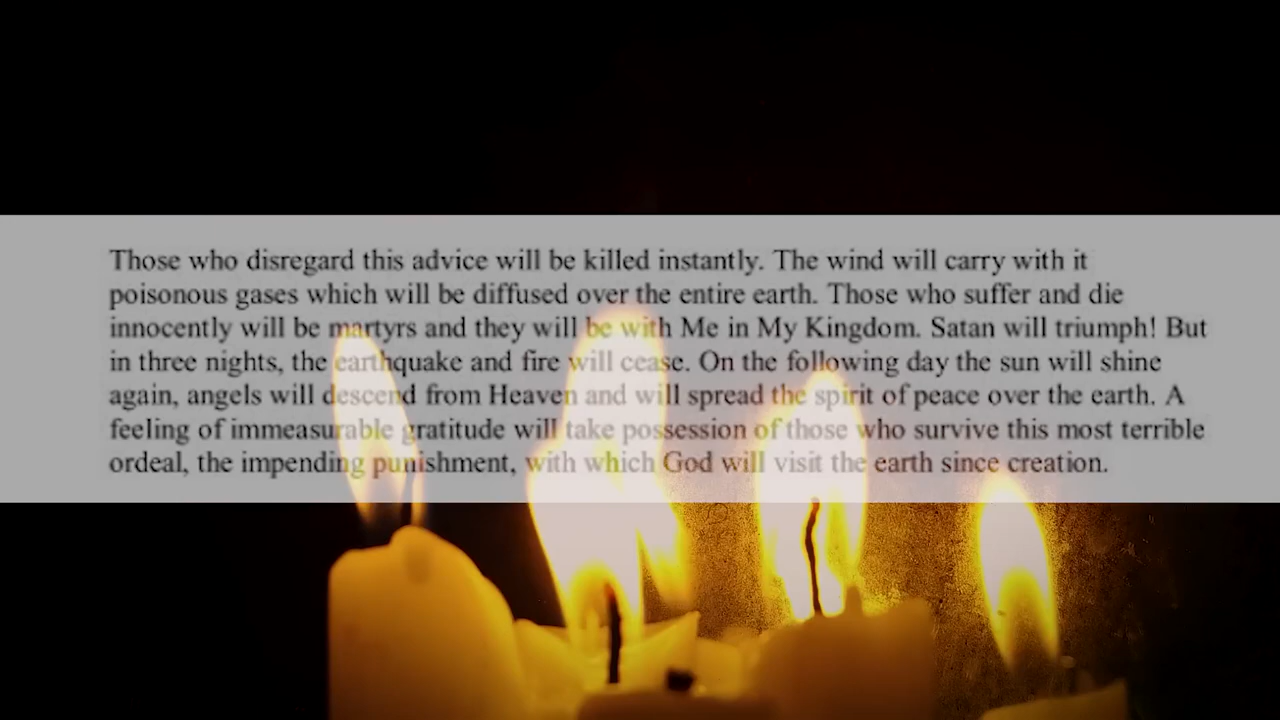 Those who disregard this advice will be killed instantly. The wind will carry with it
poisonous gases which will be diffused over the entire earth. Those who suffer and die
innocently will be martyrs and they will be with Me in My Kingdom. Satan will triumph! But
in three nights, the earthquake and fire will cease. On the following day the sun will shine
again, angels will descend from Heaven and will spread the spirit of peace over the earth. A
feeling of immeasurable gratitude will take possession of those who survive this most terrible
ordeal, the impending punishment, with which God will visit the earth since creation.